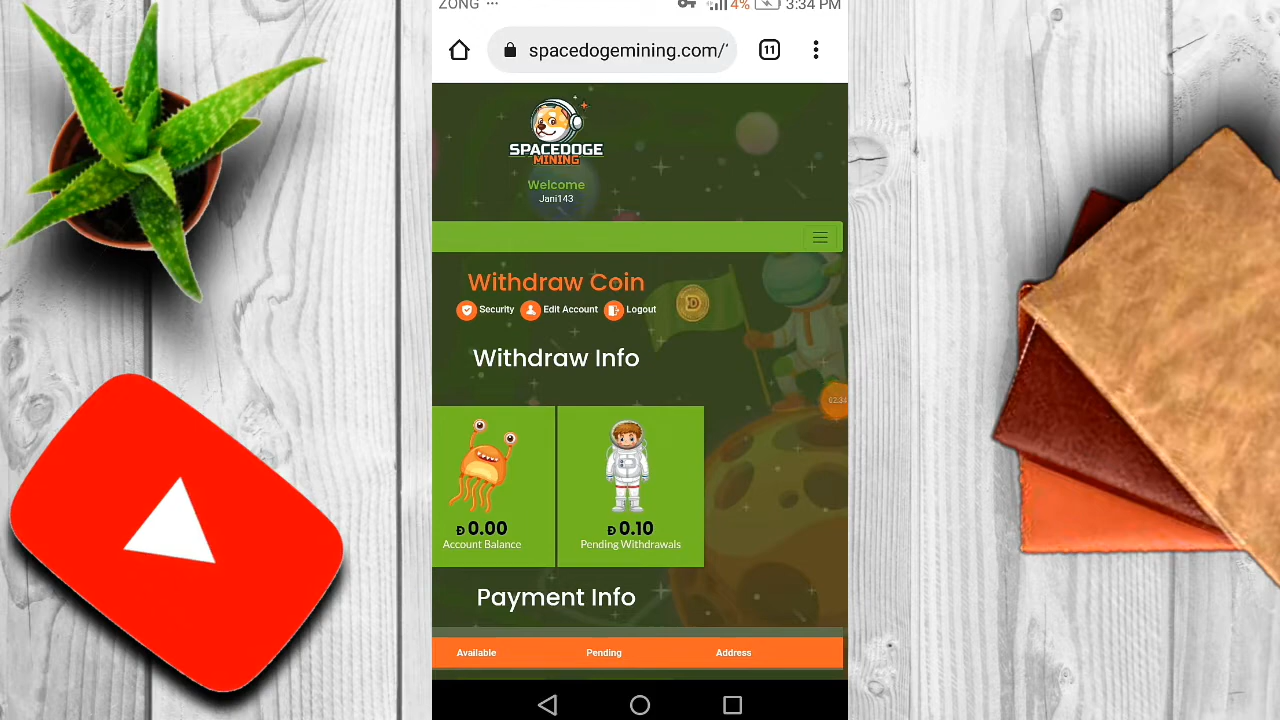 ZONG ... 4% 3:34 PM
spacedogemining.com/ 11
SPACEDOGE
MINING
Welcome
Jani143
Withdraw Coin
Security Edit Account Logout
Withdraw Info
Ð 0.00 Ð 0.10
Account Balance Pending Withdrawals
Payment Info
Available Pending Address